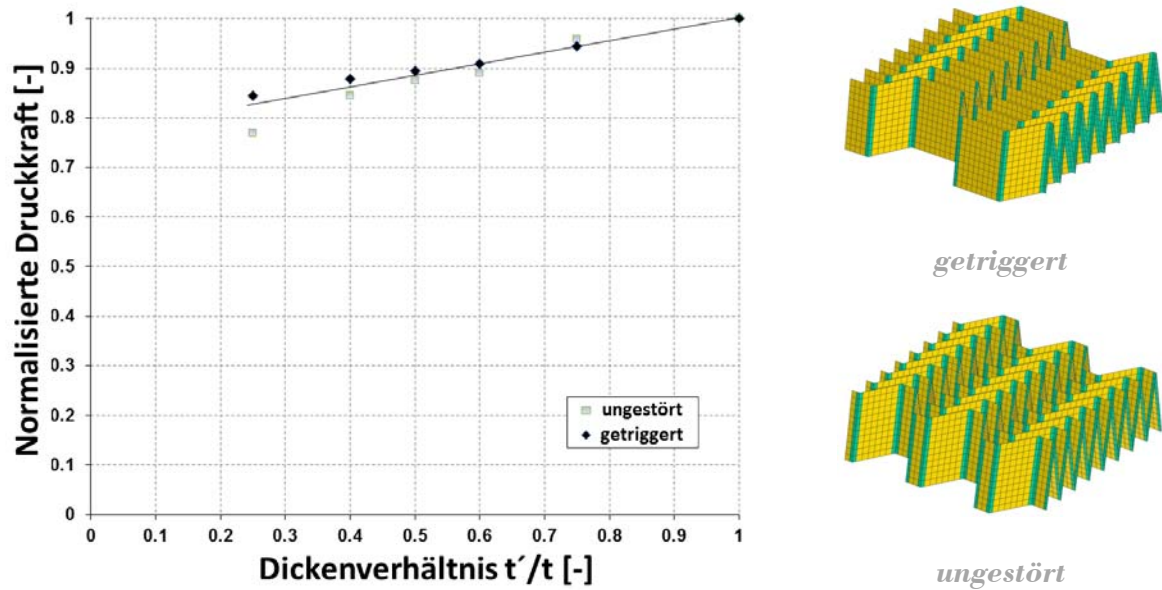 Normalisierte Druckkraft [-]
1
0.9
0.8
0.7
0.6
0.5
0.4
0.3
0.2
0.1
0
0 0.1 0.2 0.3 0.4 0.5 0.6 0.7 0.8 0.9 1
Dickenverhältnis t´/t [-]
ungestört
getriggert
getriggert
ungestört